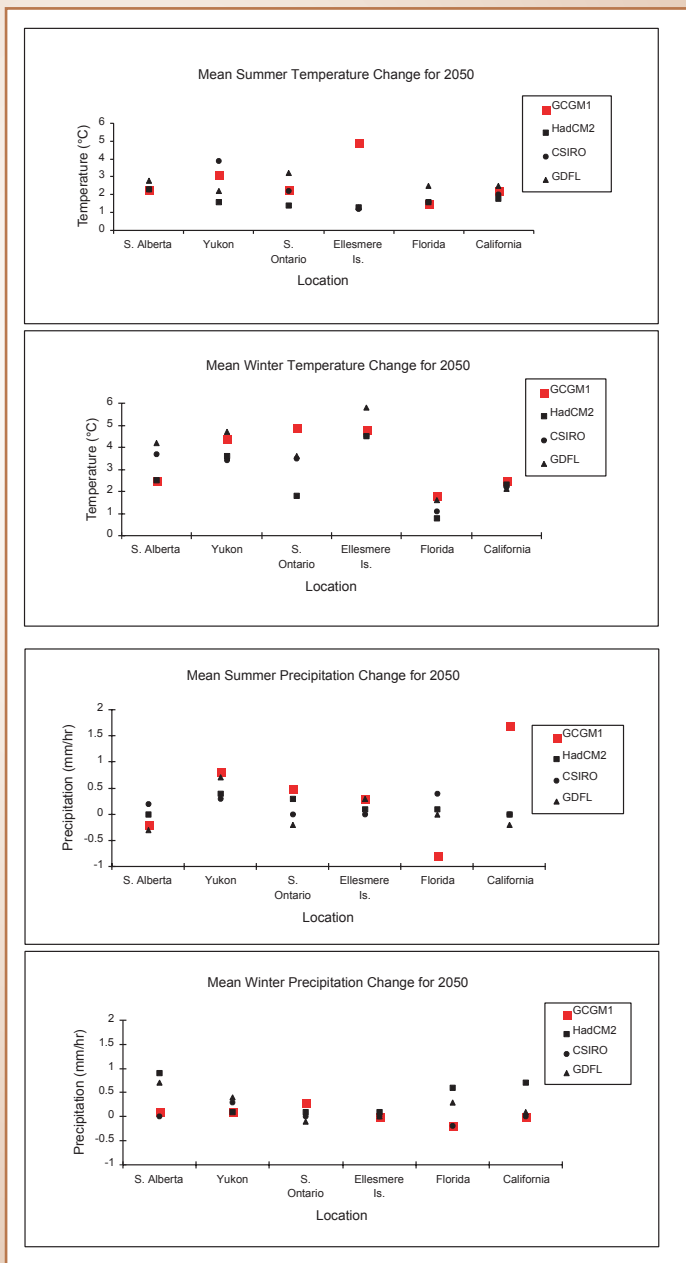 Mean Summer Temperature Change for 2050
GCGM1
HadCM2
CSIRO
GDFL
Temperature (°C)
6
5
4
3
2
1
0
S. Alberta Yukon S. Ontario Ellesmere Is. Florida California
Location
Mean Winter Temperature Change for 2050
GCGM1
HadCM2
CSIRO
GDFL
Temperature (°C)
6
5
4
3
2
1
0
S. Alberta Yukon S. Ontario Ellesmere Is. Florida California
Location
Mean Summer Precipitation Change for 2050
GCGM1
HadCM2
CSIRO
GDFL
Precipitation (mm/hr)
2
1.5
1
0.5
0
-0.5
-1
S. Alberta Yukon S. Ontario Ellesmere Is. Florida California
Location
Mean Winter Precipitation Change for 2050
GCGM1
HadCM2
CSIRO
GDFL
Precipitation (mm/hr)
2
1.5
1
0.5
0
-0.5
-1
S. Alberta Yukon S. Ontario Ellesmere Is. Florida California
Location